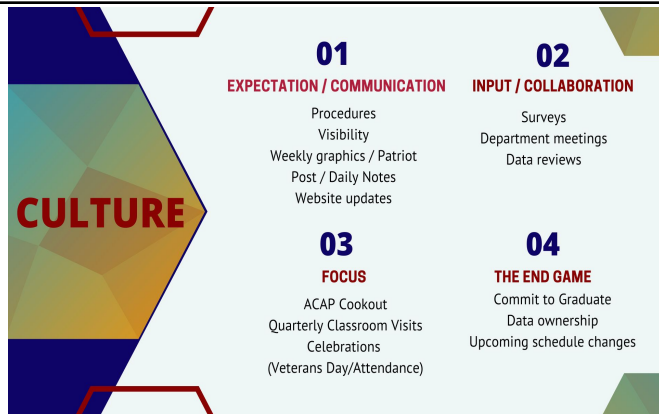 CULTURE
01
EXPECTATION / COMMUNICATION
Procedures
Visibility
Weekly graphics / Patriot
Post / Daily Notes
Website updates
02
INPUT / COLLABORATION
Surveys
Department meetings
Data reviews
03
FOCUS
ACAP Cookout
Quarterly Classroom Visits
Celebrations
(Veterans Day/Attendance)
04
THE END GAME
Commit to Graduate
Data ownership
Upcoming schedule changes